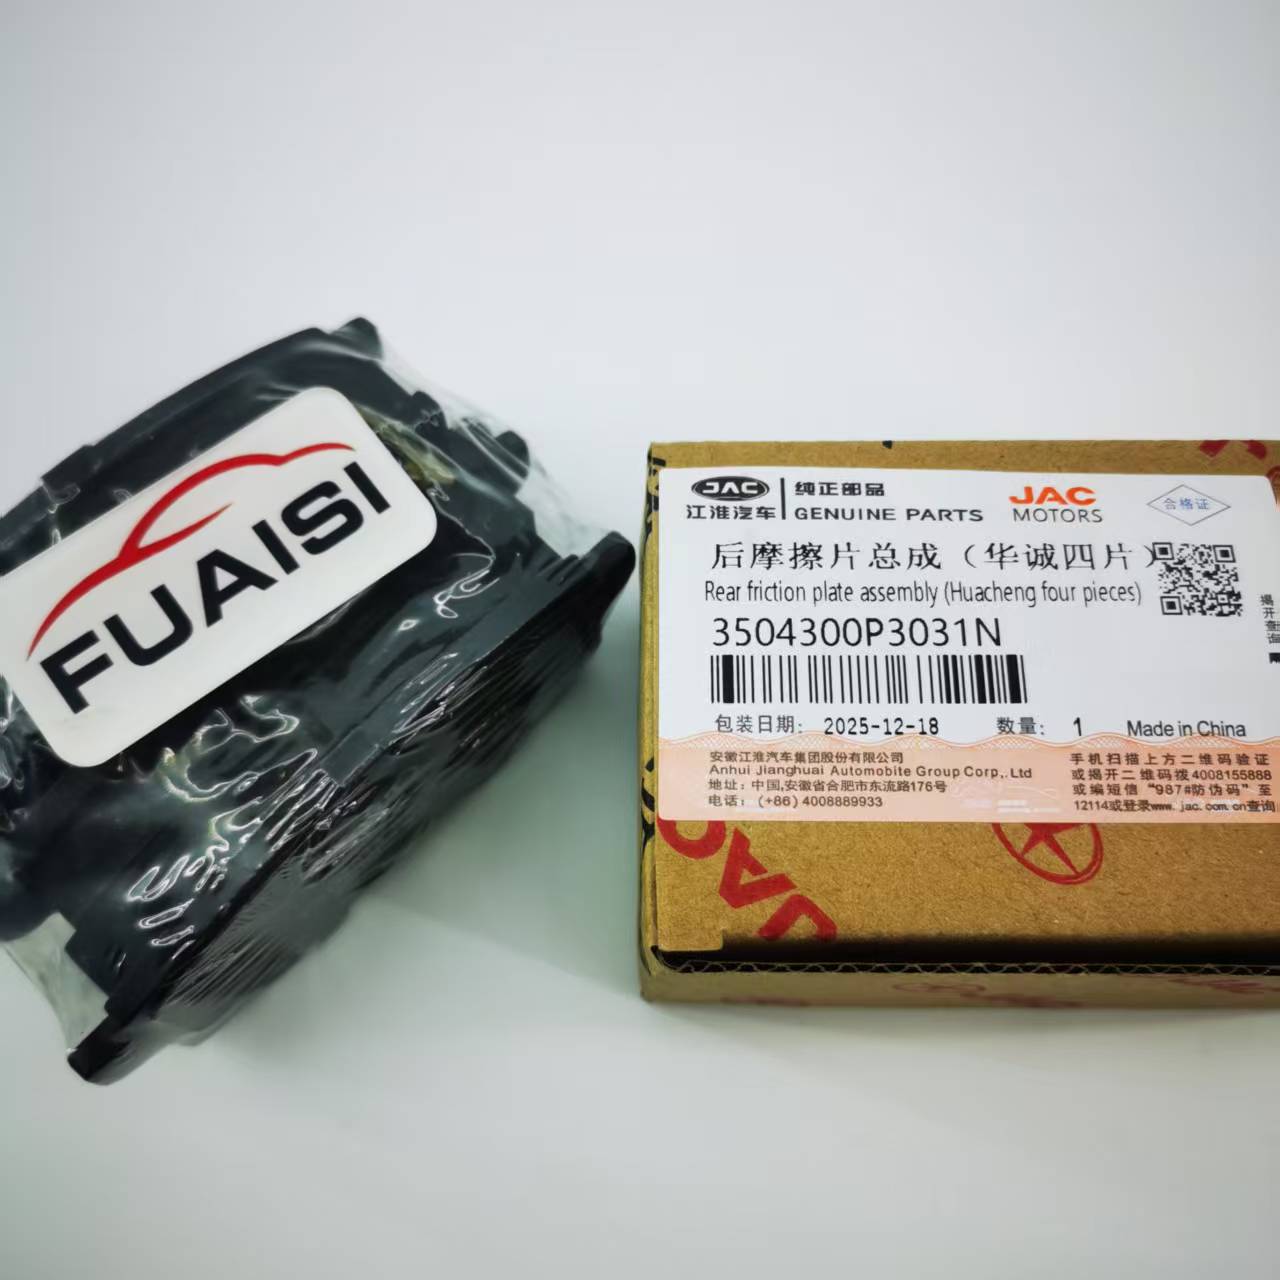 FUAISI
JAC
江淮汽车
纯正部品
GENUINE PARTS
JAC
MOTORS
合格证
后摩擦片总成（华诚四片）
Rear friction plate assembly (Huacheng four pieces)
3504300P3031N
揭开查询
包装日期: 2025-12-18 数量: 1 Made in China
安徽江淮汽车集团股份有限公司
Anhui Jianghuai Automobite Group Corp,.Ltd
地址: 中国,安徽省合肥市东流路176号
电话: (+86) 4008889933
手机扫描上方二维码验证
或揭开二维码拨4008155888
或编短信“987#防伪码”至
12114或登录www.jac.com.cn查询
JAC